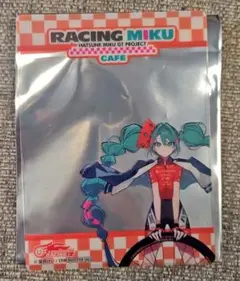 RACING MIKU
HATSUNE MIKU GT PROJECT
CAFE